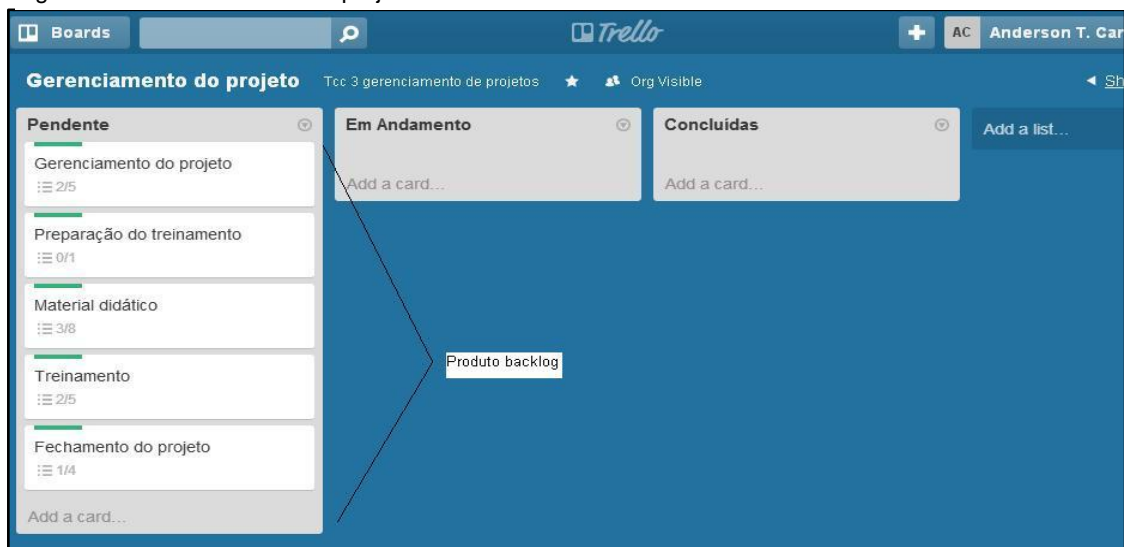 Boards
Trello
AC Anderson T. Car
Gerenciamento do projeto Tcc 3 gerenciamento de projetos Org Visible Sh
Pendente
Gerenciamento do projeto
2/5
Preparação do treinamento
0/1
Material didático
3/8
Treinamento
2/5
Fechamento do projeto
1/4
Add a card...
Em Andamento
Add a card...
Concluídas
Add a card...
Add a list...
Produto backlog